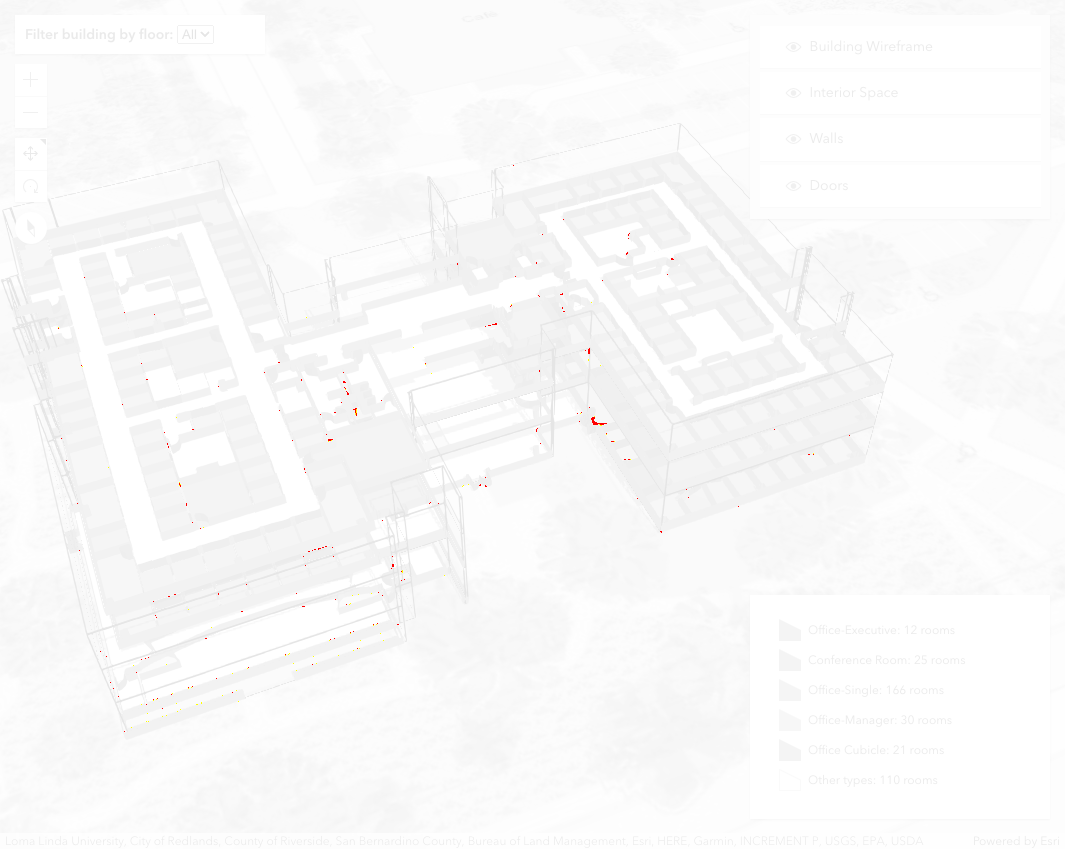 Cafe
Filter building by floor: All
Building Wireframe
Interior Space
Walls
Doors
Office-Executive: 12 rooms
Conference Room: 25 rooms
Office-Single: 166 rooms
Office-Manager: 30 rooms
Office Cubicle: 21 rooms
Other types: 110 rooms
Loma Linda University, City of Redlands, County of Riverside, San Bernardino County, Bureau of Land Management, Esri, HERE, Garmin, INCREMENT P, USGS, EPA, USDA
Powered by Esri